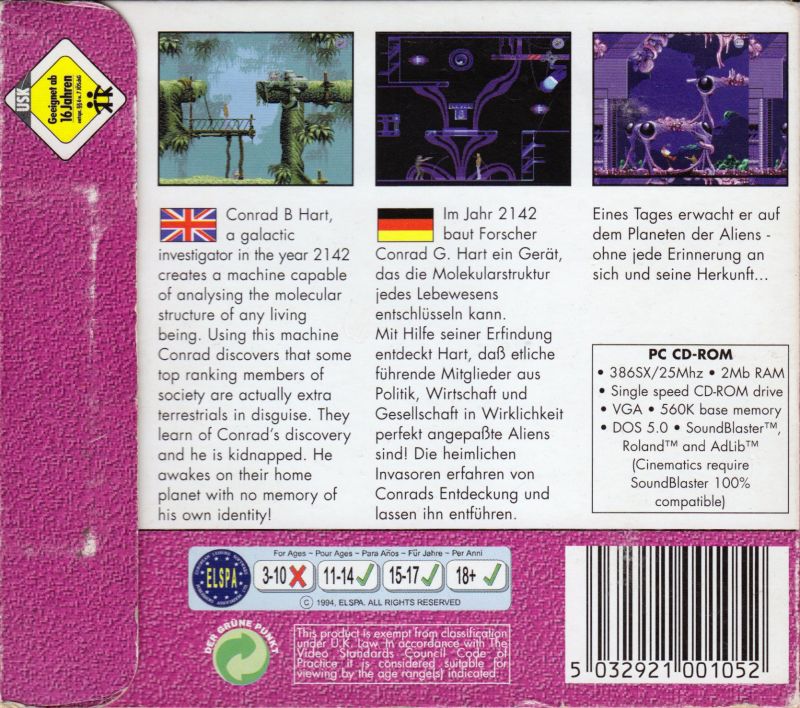 USK
Geeignet ab
16 Jahren
Conrad B Hart,
a galactic
investigator in the year 2142
creates a machine capable
of analysing the molecular
structure of any living
being. Using this machine
Conrad discovers that some
top ranking members of
society are actually extra
terrestrials in disguise. They
learn of Conrad's discovery
and he is kidnapped. He
awakes on their home
planet with no memory of
his own identity!
Im Jahr 2142
baut Forscher
Conrad G. Hart ein Gerät,
das die Molekularstruktur
jedes Lebewesens
entschlüsseln kann.
Mit Hilfe seiner Erfindung
entdeckt Hart, daß etliche
führende Mitglieder aus
Politik, Wirtschaft und
Gesellschaft in Wirklichkeit
perfekt angepaßte Aliens
sind! Die heimlichen
Invasoren erfahren von
Conrads Entdeckung und
lassen ihn entführen.
Eines Tages erwacht er auf
dem Planeten der Aliens -
ohne jede Erinnerung an
sich und seine Herkunft...
PC CD-ROM
• 386SX/25Mhz • 2Mb RAM
• Single speed CD-ROM drive
• VGA • 560K base memory
• DOS 5.0 • SoundBlaster™,
Roland™ and AdLib™
(Cinematics require
SoundBlaster 100%
compatible)
For Ages ~ Pour Ages ~ Para Años ~ Für Jahre ~ Per Anni
ELSPA
3-10 11-14 15-17 18+
© 1994, ELSPA. ALL RIGHTS RESERVED
DER GRÜNE PUNKT
This product is exempt from classification
under U.K. Law. In accordance with The
Video Standards Council Code of
Practice it is considered suitable for
viewing by the age range(s) indicated.
5 032921 001052